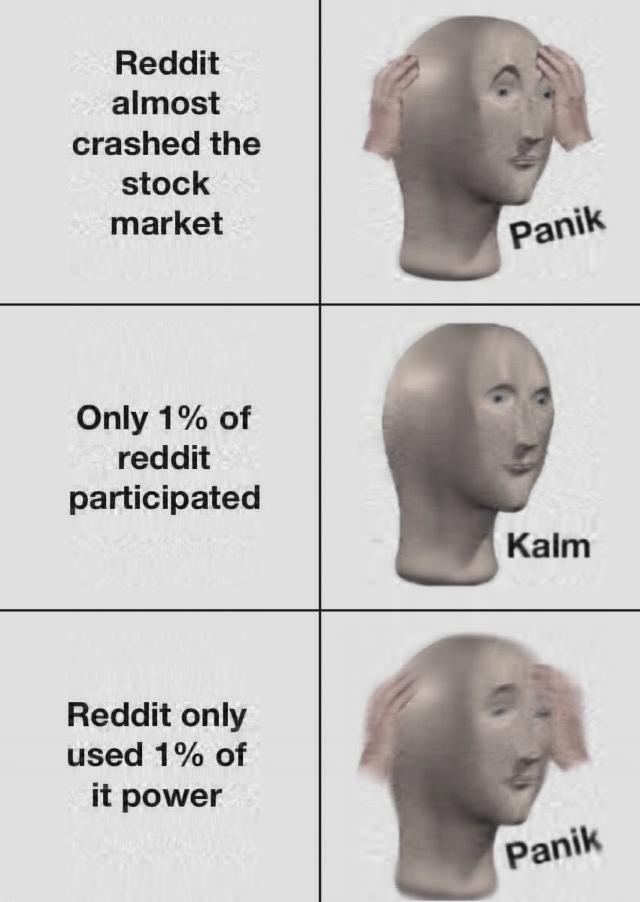 Reddit
almost
crashed the
stock
market
Panik
Only 1% of
reddit
participated
Kalm
Reddit only
used 1% of
it power
Panik